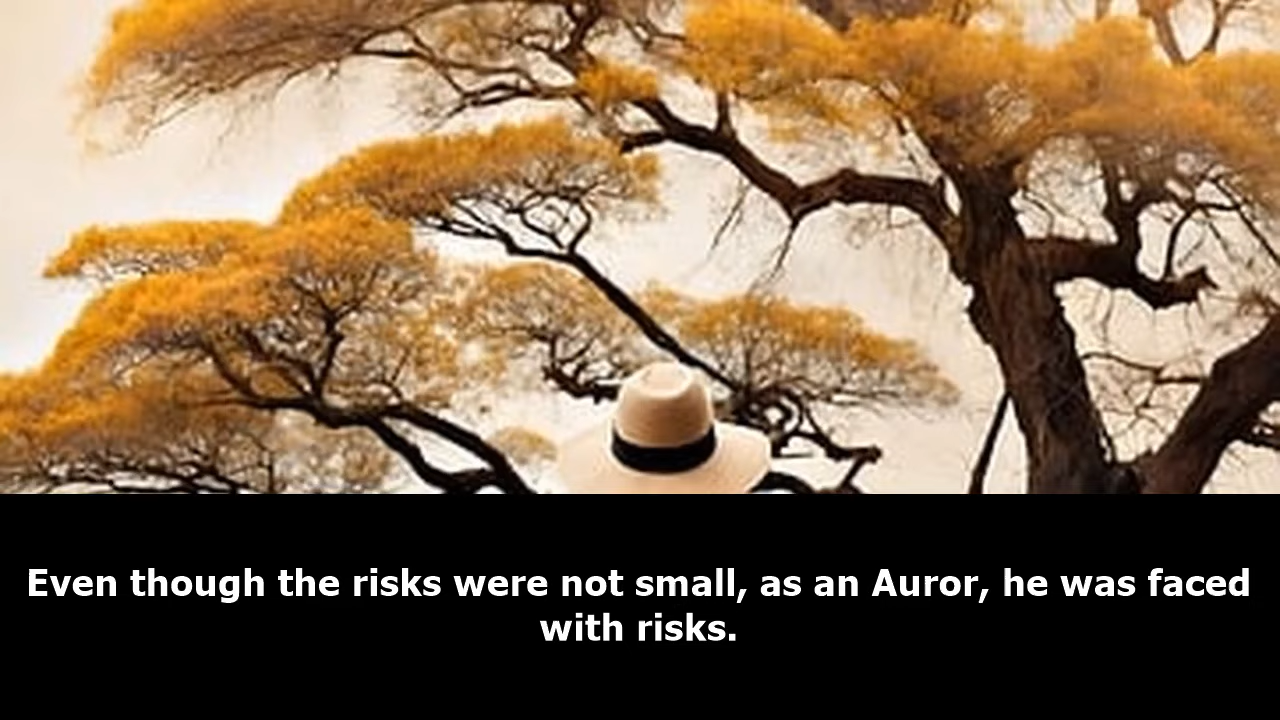 Even though the risks were not small, as an Auror, he was faced
with risks.